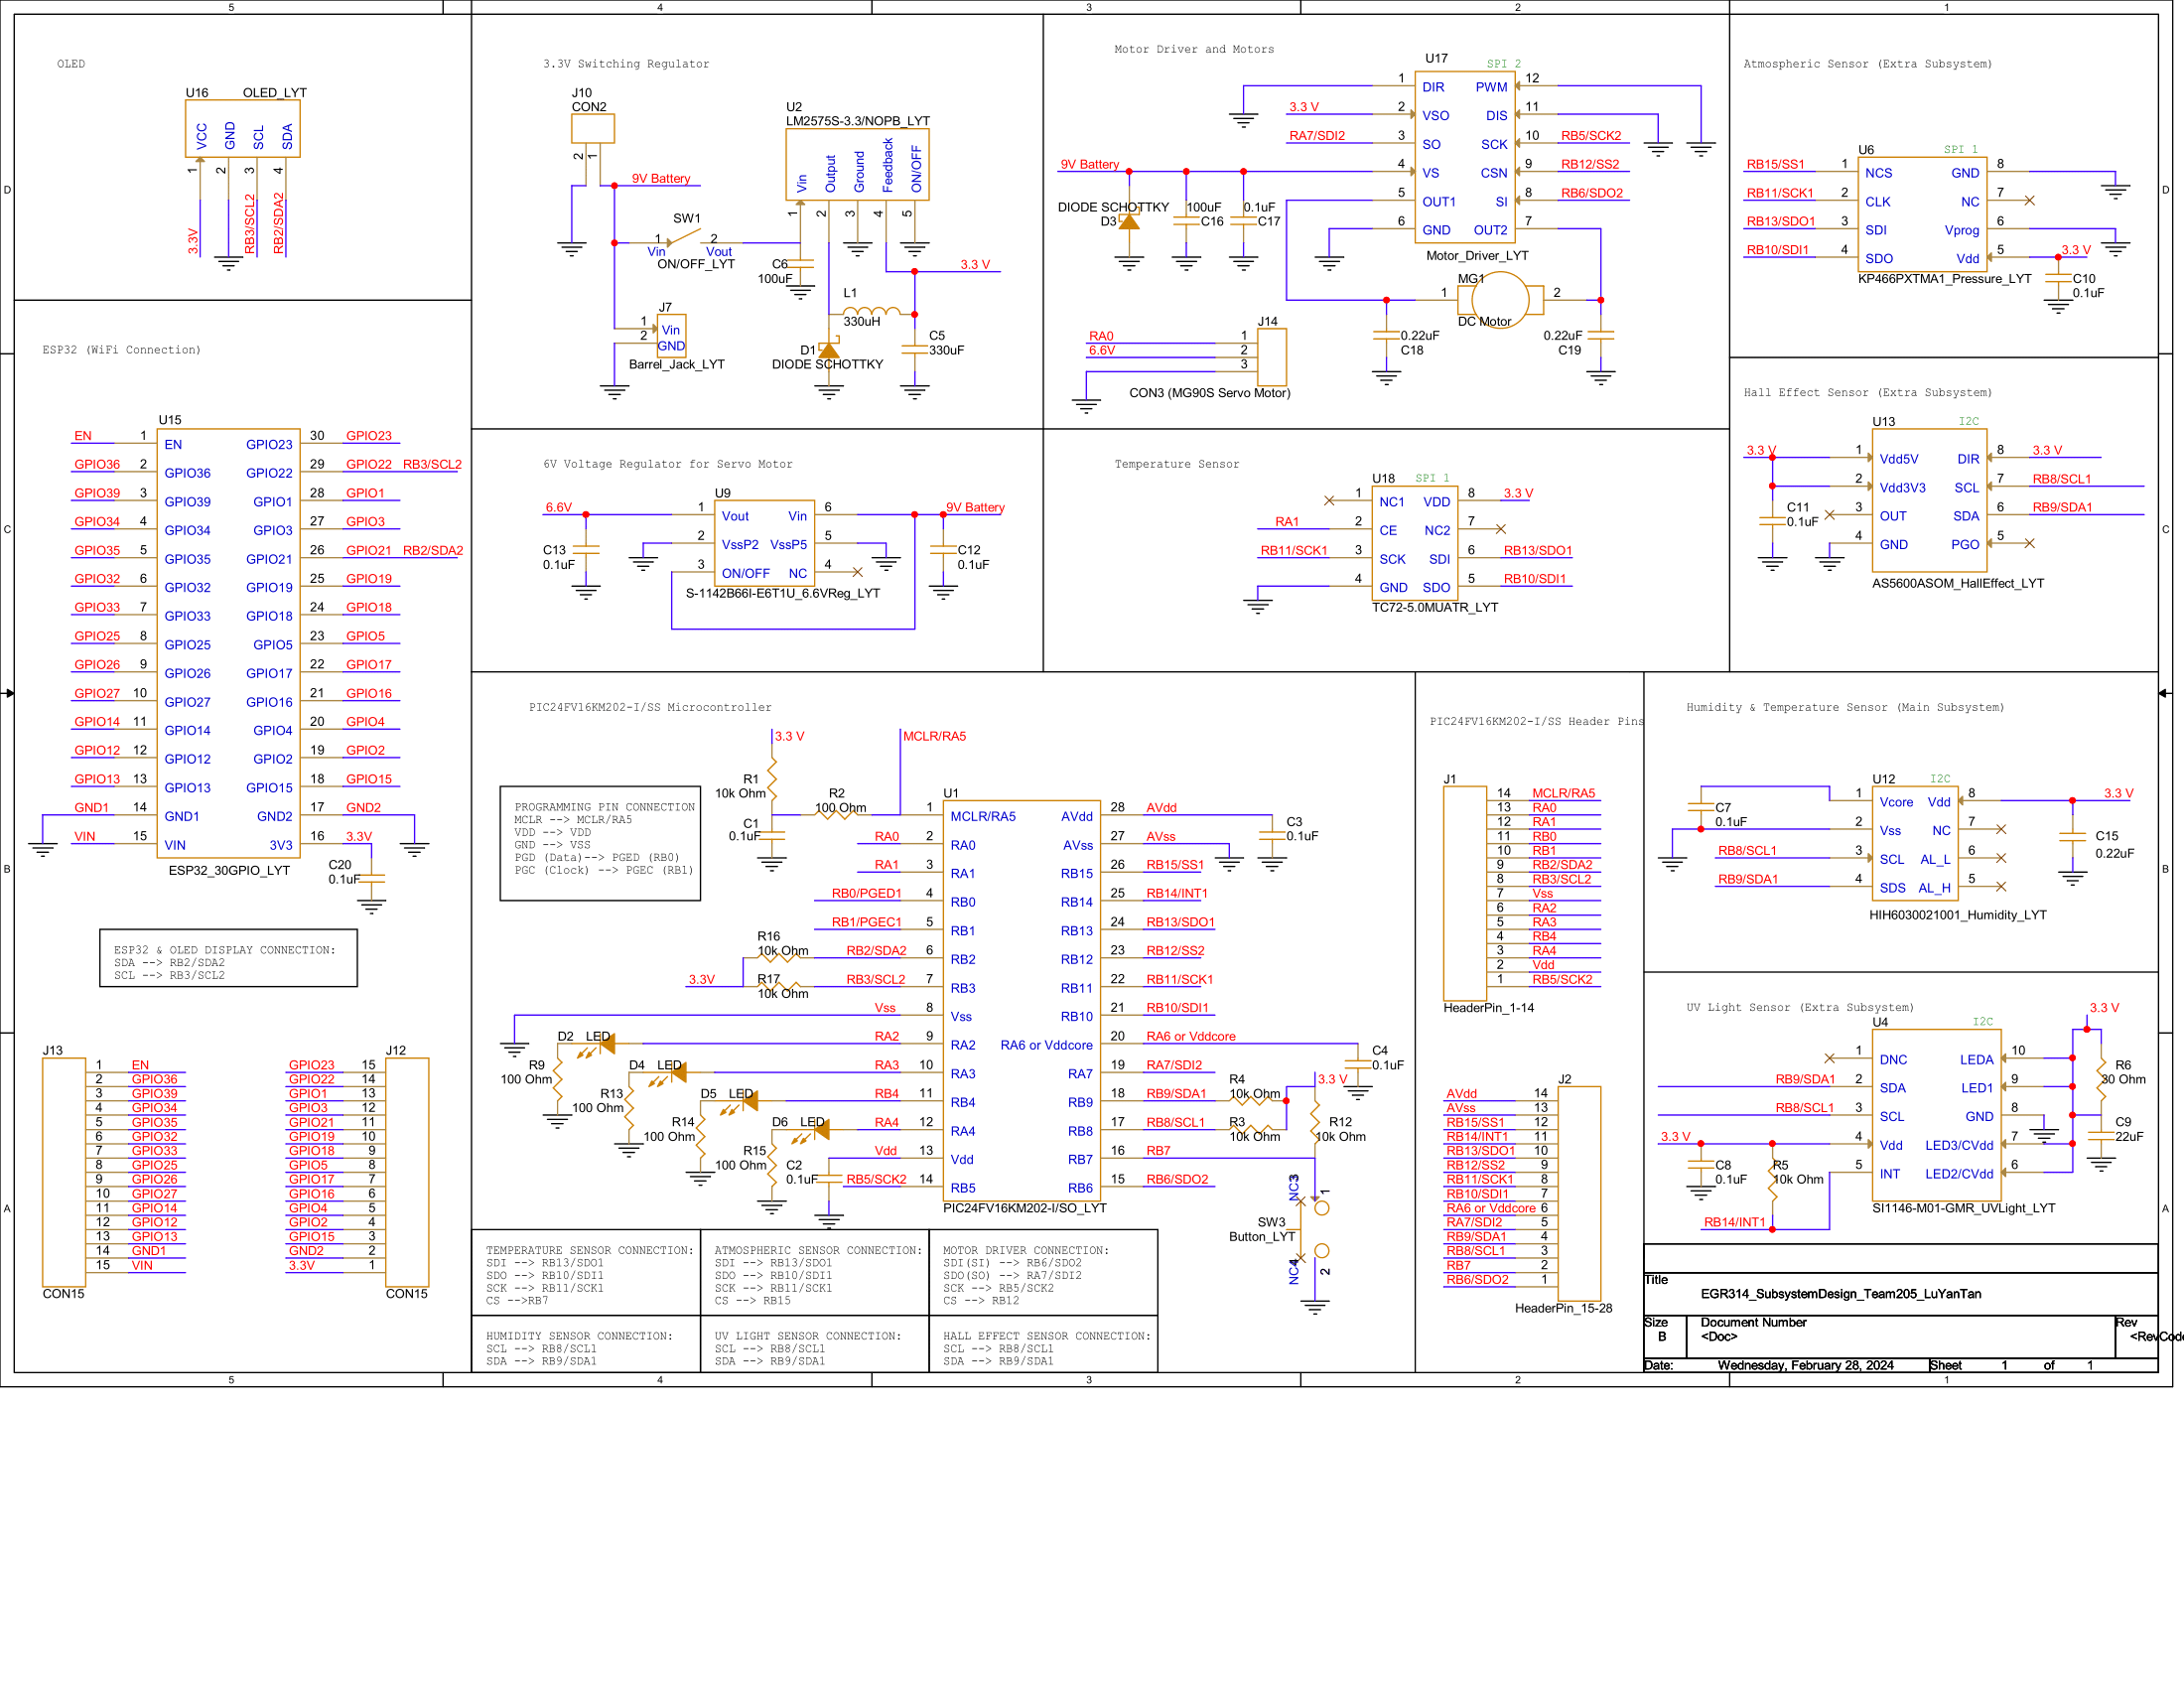 5 4 3 2 1
OLED
U16 OLED_LYT
VCC GND SCL SDA
1 2 3 4
3.3V
RB3/SCL2
RB2/SDA2
3.3V Switching Regulator
J10
CON2
2 1
9V Battery
SW1
1 2
Vin Vout
ON/OFF_LYT
U2
LM2575S-3.3/NOPB_LYT
Vin Output Ground Feedback ON/OFF
1 2 3 4 5
C6
100uF
3.3 V
L1
330uH
J7
1 Vin
2 GND
Barrel_Jack_LYT
D1
DIODE SCHOTTKY
C5
330uF
Motor Driver and Motors
U17 SPI 2
1 DIR PWM 12
3.3 V 2 VSO DIS 11
RA7/SDI2 3 SO SCK 10 RB5/SCK2
9V Battery 4 VS CSN 9 RB12/SS2
5 OUT1 SI 8 RB6/SDO2
6 GND OUT2 7
Motor_Driver_LYT
DIODE SCHOTTKY
D3
100uF
C16
0.1uF
C17
MG1
1 2
DC Motor
0.22uF
C18
0.22uF
C19
J14
RA0 1
6.6V 2
3
CON3 (MG90S Servo Motor)
Atmospheric Sensor (Extra Subsystem)
U6 SPI 1
RB15/SS1 1 NCS GND 8
RB11/SCK1 2 CLK NC 7
RB13/SDO1 3 SDI Vprog 6
RB10/SDI1 4 SDO Vdd 5 3.3 V
KP466PXTMA1_Pressure_LYT
C10
0.1uF
ESP32 (WiFi Connection)
U15
EN 1 EN GPIO23 30 GPIO23
GPIO36 2 GPIO36 GPIO22 29 GPIO22 RB3/SCL2
GPIO39 3 GPIO39 GPIO1 28 GPIO1
GPIO34 4 GPIO34 GPIO3 27 GPIO3
GPIO35 5 GPIO35 GPIO21 26 GPIO21 RB2/SDA2
GPIO32 6 GPIO32 GPIO19 25 GPIO19
GPIO33 7 GPIO33 GPIO18 24 GPIO18
GPIO25 8 GPIO25 GPIO5 23 GPIO5
GPIO26 9 GPIO26 GPIO17 22 GPIO17
GPIO27 10 GPIO27 GPIO16 21 GPIO16
GPIO14 11 GPIO14 GPIO4 20 GPIO4
GPIO12 12 GPIO12 GPIO2 19 GPIO2
GPIO13 13 GPIO13 GPIO15 18 GPIO15
GND1 14 GND1 GND2 17 GND2
VIN 15 VIN 3V3 16 3.3V
ESP32_30GPIO_LYT
C20
0.1uF
ESP32 & OLED DISPLAY CONNECTION:
SDA --> RB2/SDA2
SCL --> RB3/SCL2
J13
1 EN
2 GPIO36
3 GPIO39
4 GPIO34
5 GPIO35
6 GPIO32
7 GPIO33
8 GPIO25
9 GPIO26
10 GPIO27
11 GPIO14
12 GPIO12
13 GPIO13
14 GND1
15 VIN
CON15
J12
GPIO23 15
GPIO22 14
GPIO1 13
GPIO3 12
GPIO21 11
GPIO19 10
GPIO18 9
GPIO5 8
GPIO17 7
GPIO16 6
GPIO4 5
GPIO2 4
GPIO15 3
GND2 2
3.3V 1
CON15
6V Voltage Regulator for Servo Motor
U9
6.6V 1 Vout Vin 6 9V Battery
2 VssP2 VssP5 5
3 ON/OFF NC 4
S-1142B66I-E6T1U_6.6VReg_LYT
C13
0.1uF
C12
0.1uF
Temperature Sensor
U18 SPI 1
1 NC1 VDD 8 3.3 V
RA1 2 CE NC2 7
RB11/SCK1 3 SCK SDI 6 RB13/SDO1
4 GND SDO 5 RB10/SDI1
TC72-5.0MUATR_LYT
Hall Effect Sensor (Extra Subsystem)
U13 I2C
3.3 V 1 Vdd5V DIR 8 3.3 V
2 Vdd3V3 SCL 7 RB8/SCL1
3 OUT SDA 6 RB9/SDA1
4 GND PGO 5
C11
0.1uF
AS5600ASOM_HallEffect_LYT
PIC24FV16KM202-I/SS Microcontroller
PROGRAMMING PIN CONNECTION
MCLR --> MCLR/RA5
VDD --> VDD
GND --> VSS
PGD (Data)--> PGED (RB0)
PGC (Clock) --> PGEC (RB1)
3.3 V
MCLR/RA5
R1
10k Ohm
R2
100 Ohm
C1
0.1uF
U1
1 MCLR/RA5 AVdd 28 AVdd
RA0 2 RA0 AVss 27 AVss
RA1 3 RA1 RB15 26 RB15/SS1
RB0/PGED1 4 RB0 RB14 25 RB14/INT1
RB1/PGEC1 5 RB1 RB13 24 RB13/SDO1
RB2/SDA2 6 RB2 RB12 23 RB12/SS2
RB3/SCL2 7 RB3 RB11 22 RB11/SCK1
Vss 8 Vss RB10 21 RB10/SDI1
RA2 9 RA2 RA6 or Vddcore 20 RA6 or Vddcore
RA3 10 RA3 RA7 19 RA7/SDI2
RB4 11 RB4 RB9 18 RB9/SDA1
RA4 12 RA4 RB8 17 RB8/SCL1
Vdd 13 Vdd RB7 16 RB7
RB5/SCK2 14 RB5 RB6 15 RB6/SDO2
PIC24FV16KM202-I/SO_LYT
R16
10k Ohm
3.3V
R17
10k Ohm
D2 LED
R9
100 Ohm
D4 LED
R13
100 Ohm
D5 LED
R14
100 Ohm
D6 LED
R15
100 Ohm
C2
0.1uF
C3
0.1uF
C4
0.1uF
R4
10k Ohm
R3
10k Ohm
3.3 V
R12
10k Ohm
NC3 1
SW3
Button_LYT
NC4 2
TEMPERATURE SENSOR CONNECTION:
SDI --> RB13/SDO1
SDO --> RB10/SDI1
SCK --> RB11/SCK1
CS -->RB7
ATMOSPHERIC SENSOR CONNECTION:
SDI --> RB13/SDO1
SDO --> RB10/SDI1
SCK --> RB11/SCK1
CS --> RB15
MOTOR DRIVER CONNECTION:
SDI(SI) --> RB6/SDO2
SDO(SO) --> RA7/SDI2
SCK --> RB5/SCK2
CS --> RB12
HUMIDITY SENSOR CONNECTION:
SCL --> RB8/SCL1
SDA --> RB9/SDA1
UV LIGHT SENSOR CONNECTION:
SCL --> RB8/SCL1
SDA --> RB9/SDA1
HALL EFFECT SENSOR CONNECTION:
SCL --> RB8/SCL1
SDA --> RB9/SDA1
PIC24FV16KM202-I/SS Header Pins
J1
14 MCLR/RA5
13 RA0
12 RA1
11 RB0
10 RB1
9 RB2/SDA2
8 RB3/SCL2
7 Vss
6 RA2
5 RA3
4 RB4
3 RA4
2 Vdd
1 RB5/SCK2
HeaderPin_1-14
J2
AVdd 14
AVss 13
RB15/SS1 12
RB14/INT1 11
RB13/SDO1 10
RB12/SS2 9
RB11/SCK1 8
RB10/SDI1 7
RA6 or Vddcore 6
RA7/SDI2 5
RB9/SDA1 4
RB8/SCL1 3
RB7 2
RB6/SDO2 1
HeaderPin_15-28
Humidity & Temperature Sensor (Main Subsystem)
U12 I2C
1 Vcore Vdd 8 3.3 V
2 Vss NC 7
RB8/SCL1 3 SCL AL_L 6
RB9/SDA1 4 SDS AL_H 5
C7
0.1uF
C15
0.22uF
HIH6030021001_Humidity_LYT
UV Light Sensor (Extra Subsystem)
3.3 V
U4 I2C
1 DNC LEDA 10
RB9/SDA1 2 SDA LED1 9
RB8/SCL1 3 SCL GND 8
3.3 V 4 Vdd LED3/CVdd 7
5 INT LED2/CVdd 6
R6
30 Ohm
C9
22uF
C8
0.1uF
R5
10k Ohm
RB14/INT1
SI1146-M01-GMR_UVLight_LYT
Title
EGR314_SubsystemDesign_Team205_LuYanTan
Size Document Number Rev
B <Doc> <RevCode
Date: Wednesday, February 28, 2024 Sheet 1 of 1
D D
C C
B B
A A
5 4 3 2 1